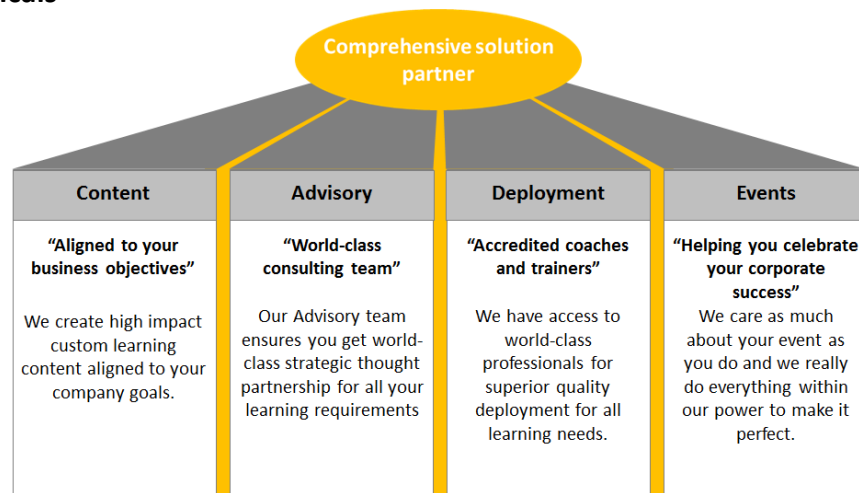 Comprehensive solution
partner
Content
Advisory
Deployment
Events
“Aligned to your
business objectives”
We create high impact
custom learning
content aligned to your
company goals.
“World-class
consulting team”
Our Advisory team
ensures you get world-
class strategic thought
partnership for all your
learning requirements
“Accredited coaches
and trainers”
We have access to
world-class
professionals for
superior quality
deployment for all
learning needs.
“Helping you celebrate
your corporate
success”
We care as much
about your event as
you do and we really
do everything within
our power to make it
perfect.